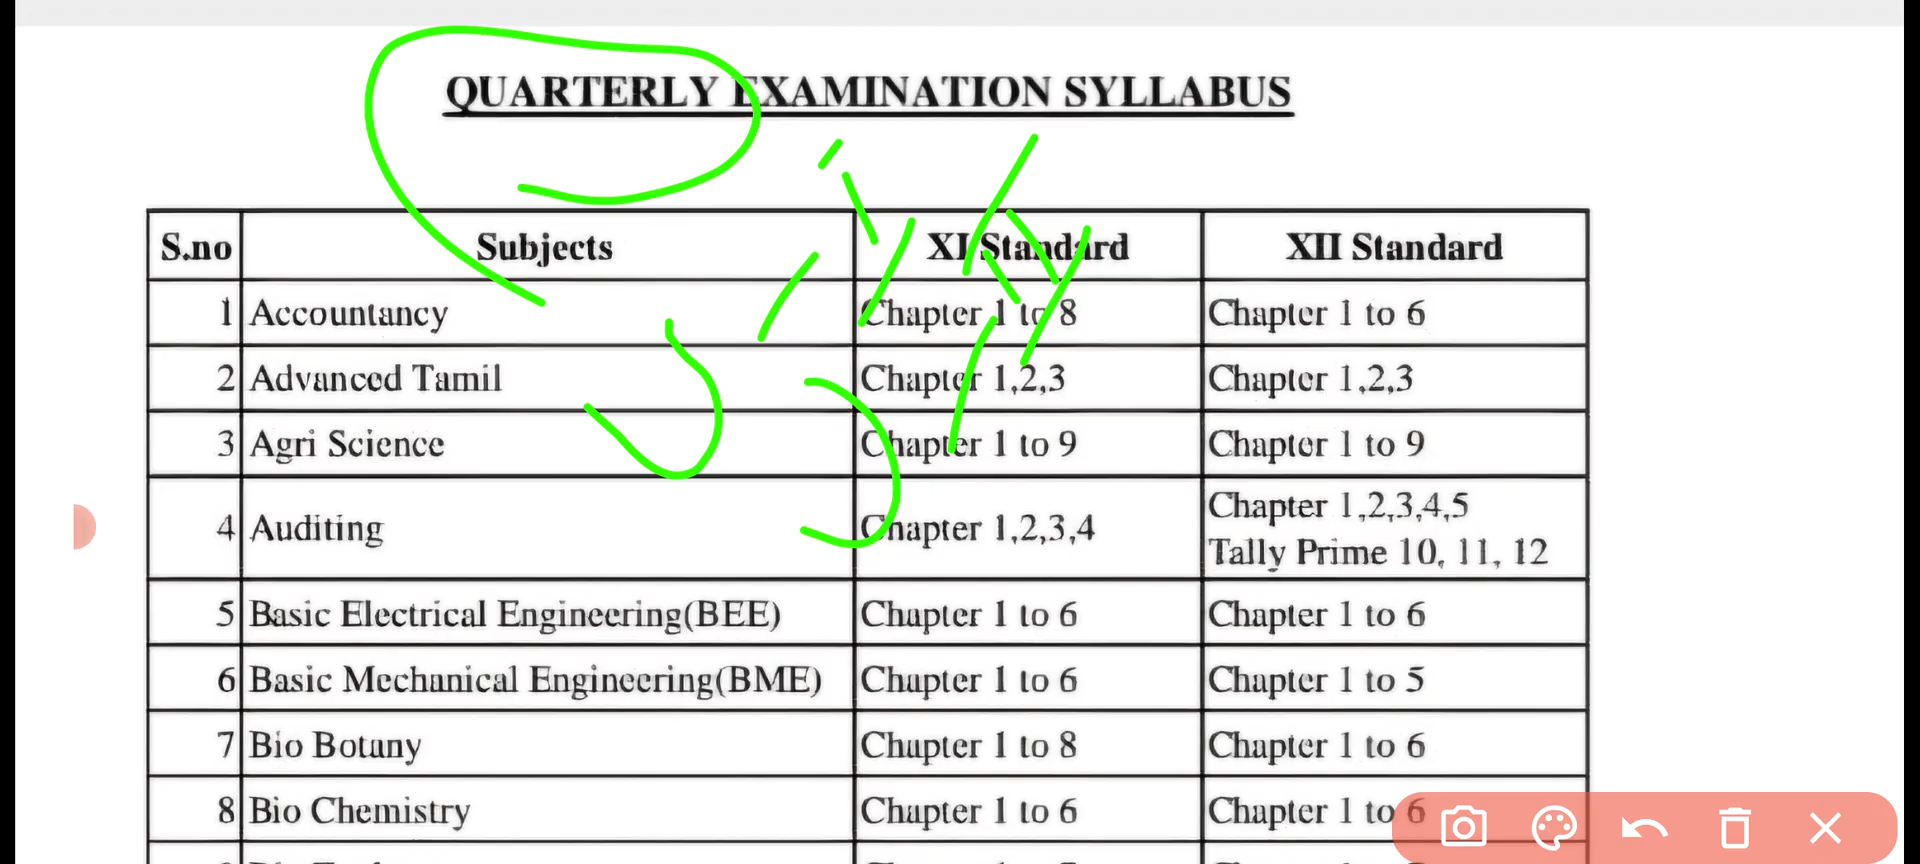 QUARTERLY EXAMINATION SYLLABUS
S.no Subjects XI Standard XII Standard
1 Accountancy Chapter 1 to 8 Chapter 1 to 6
2 Advanced Tamil Chapter 1,2,3 Chapter 1,2,3
3 Agri Science Chapter 1 to 9 Chapter 1 to 9
4 Auditing Chapter 1,2,3,4 Chapter 1,2,3,4,5
Tally Prime 10, 11, 12
5 Basic Electrical Engineering(BEE) Chapter 1 to 6 Chapter 1 to 6
6 Basic Mechanical Engineering(BME) Chapter 1 to 6 Chapter 1 to 5
7 Bio Botany Chapter 1 to 8 Chapter 1 to 6
8 Bio Chemistry Chapter 1 to 6 Chapter 1 to 6